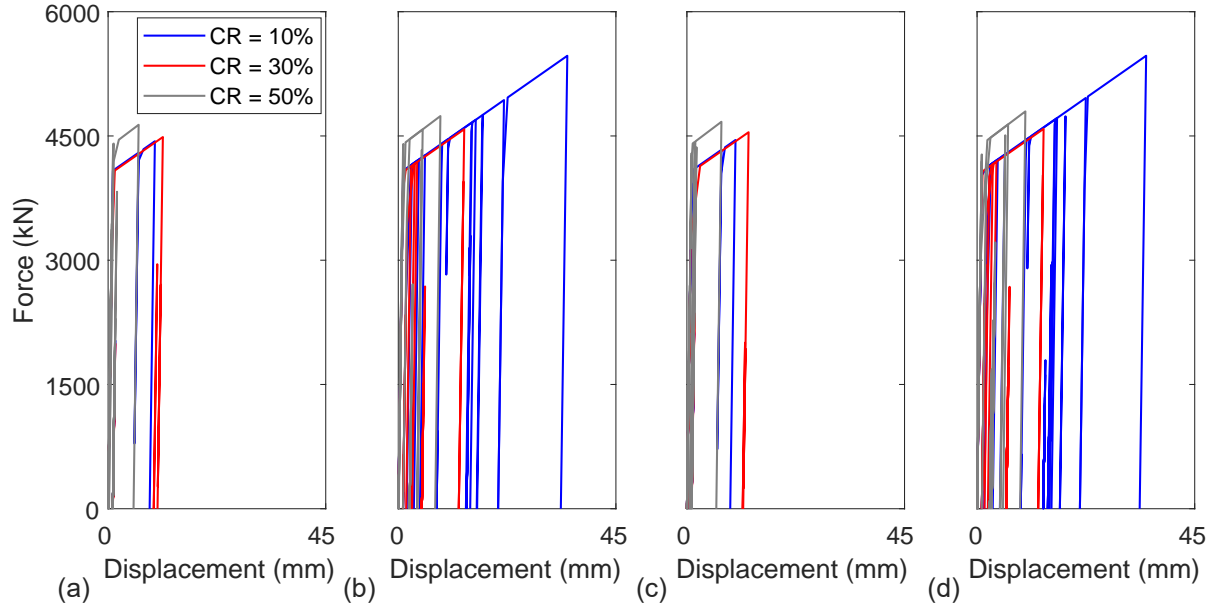 6000
4500
3000
1500
0
Force (kN)
CR = 10%
CR = 30%
CR = 50%
0 45
0 45
0 45
0 45
(a) Displacement (mm)
(b) Displacement (mm)
(c) Displacement (mm)
(d) Displacement (mm)